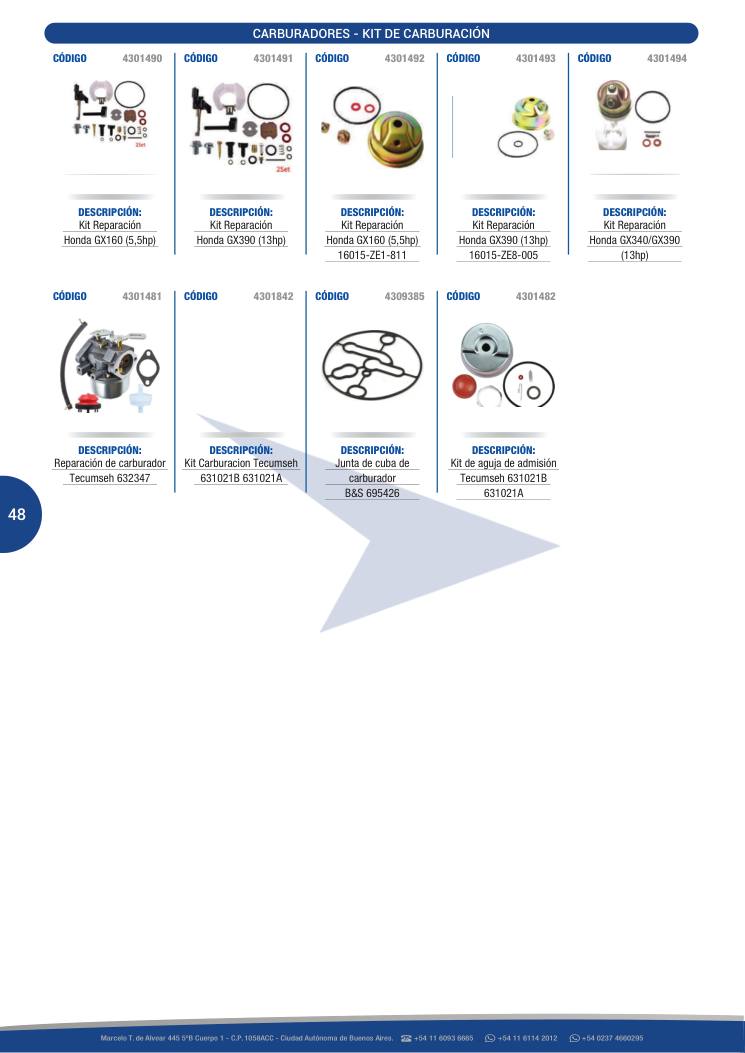 CARBURADORES - KIT DE CARBURACIÓN
CÓDIGO 4301490
2Set
DESCRIPCIÓN:
Kit Reparación
Honda GX160 (5,5hp)
CÓDIGO 4301491
2Set
DESCRIPCIÓN:
Kit Reparación
Honda GX390 (13hp)
CÓDIGO 4301492
DESCRIPCIÓN:
Kit Reparación
Honda GX160 (5,5hp)
16015-ZE1-811
CÓDIGO 4301493
DESCRIPCIÓN:
Kit Reparación
Honda GX390 (13hp)
16015-ZE8-005
CÓDIGO 4301494
DESCRIPCIÓN:
Kit Reparación
Honda GX340/GX390
(13hp)
CÓDIGO 4301481
DESCRIPCIÓN:
Reparación de carburador
Tecumseh 632347
CÓDIGO 4301842
DESCRIPCIÓN:
Kit Carburacion Tecumseh
631021B 631021A
CÓDIGO 4309385
DESCRIPCIÓN:
Junta de cuba de
carburador
B&S 695426
CÓDIGO 4301482
DESCRIPCIÓN:
Kit de aguja de admisión
Tecumseh 631021B
631021A
48
Marcelo T. de Alvear 445 5ºB Cuerpo 1 - C.P. 1058ACC - Ciudad Autónoma de Buenos Aires. +54 11 6093 6665 +54 11 6114 2012 +54 0237 4660295